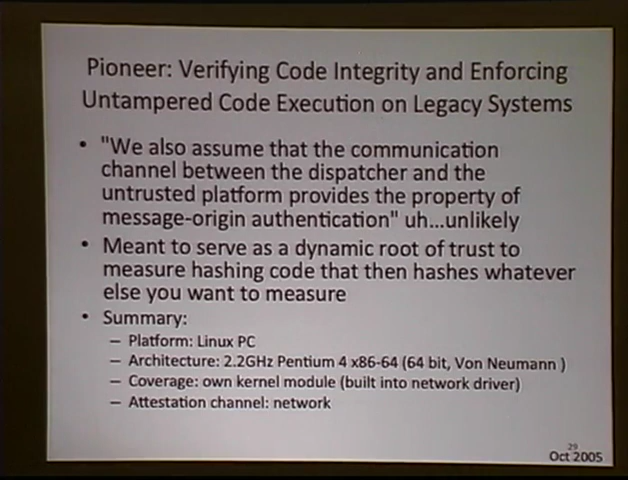 Pioneer: Verifying Code Integrity and Enforcing
Untampered Code Execution on Legacy Systems
• "We also assume that the communication
channel between the dispatcher and the
untrusted platform provides the property of
message-origin authentication" uh...unlikely
• Meant to serve as a dynamic root of trust to
measure hashing code that then hashes whatever
else you want to measure
• Summary:
– Platform: Linux PC
– Architecture: 2.2GHz Pentium 4 x86-64 (64 bit, Von Neumann )
– Coverage: own kernel module (built into network driver)
– Attestation channel: network
29
Oct 2005